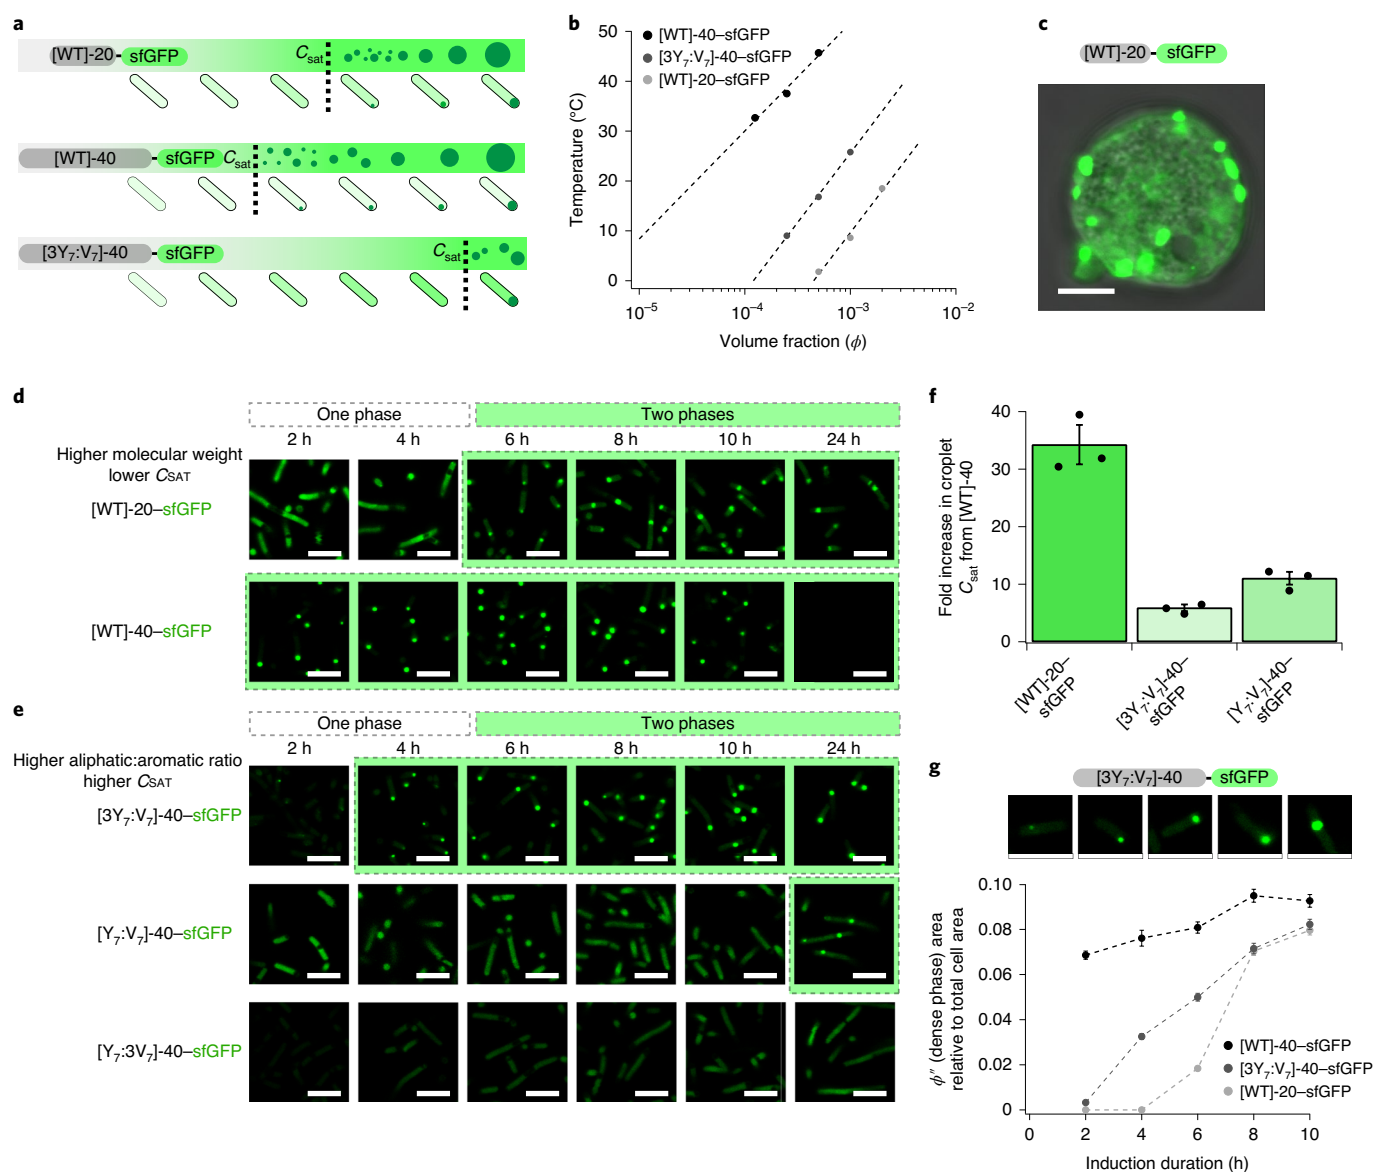 a
[WT]-20
sfGFP
Csat
[WT]-40
sfGFP
Csat
[3Y7:V7]-40
sfGFP
Csat
b
50
40
30
20
10
0
Temperature (°C)
[WT]-40–sfGFP
[3Y7:V7]-40–sfGFP
[WT]-20–sfGFP
10−5
10−4
10−3
10−2
Volume fraction (ϕ)
c
[WT]-20
sfGFP
d
One phase
Two phases
2 h
4 h
6 h
8 h
10 h
24 h
Higher molecular weight
lower CSAT
[WT]-20–sfGFP
[WT]-40–sfGFP
e
One phase
Two phases
2 h
4 h
6 h
8 h
10 h
24 h
Higher aliphatic:aromatic ratio
higher CSAT
[3Y7:V7]-40–sfGFP
[Y7:V7]-40–sfGFP
[Y7:3V7]-40–sfGFP
f
Fold increase in croplet
Csat from [WT]-40
40
30
20
10
0
[WT]-20–
sfGFP
[3Y7:V7]-40–
sfGFP
[Y7:V7]-40–
sfGFP
g
[3Y7:V7]-40
sfGFP
ϕ″ (dense phase) area
relative to total cell area
0.10
0.08
0.06
0.04
0.02
0
[WT]-40–sfGFP
[3Y7:V7]-40–sfGFP
[WT]-20–sfGFP
0
2
4
6
8
10
Induction duration (h)